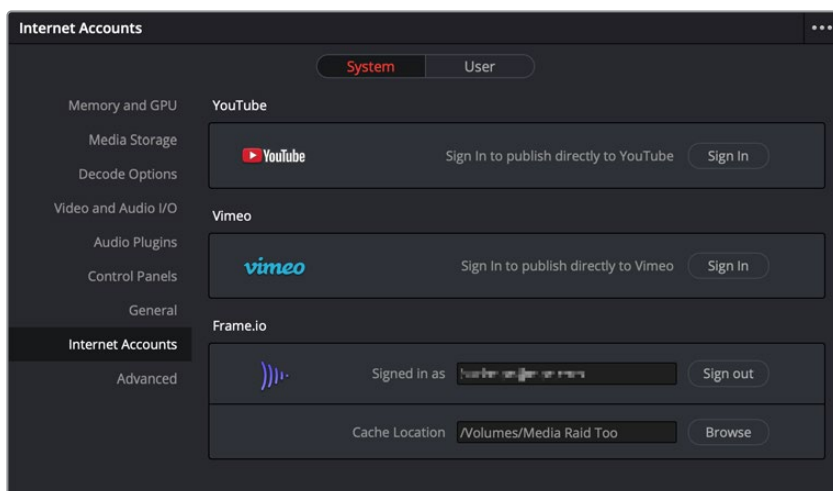 Internet Accounts
System User
Memory and GPU
Media Storage
Decode Options
Video and Audio I/O
Audio Plugins
Control Panels
General
Internet Accounts
Advanced
YouTube
YouTube Sign In to publish directly to YouTube Sign In
Vimeo
vimeo Sign In to publish directly to Vimeo Sign In
Frame.io
Signed in as Sign out
Cache Location /Volumes/Media Raid Too Browse